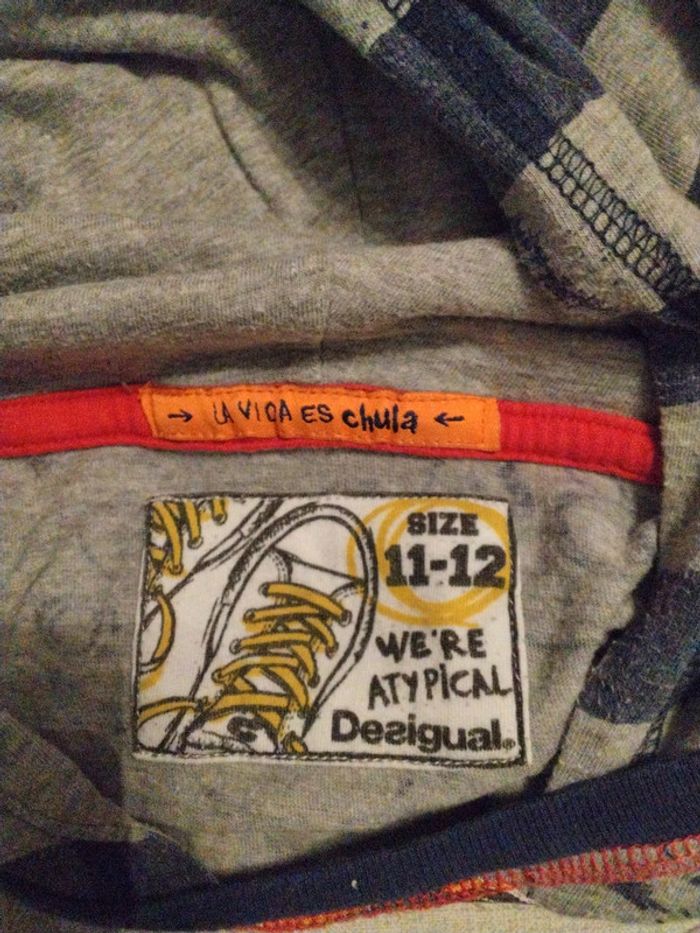 → LA VIDA ES chula ←
SIZE
11-12
WE'RE
ATYPICAL
Desigual®